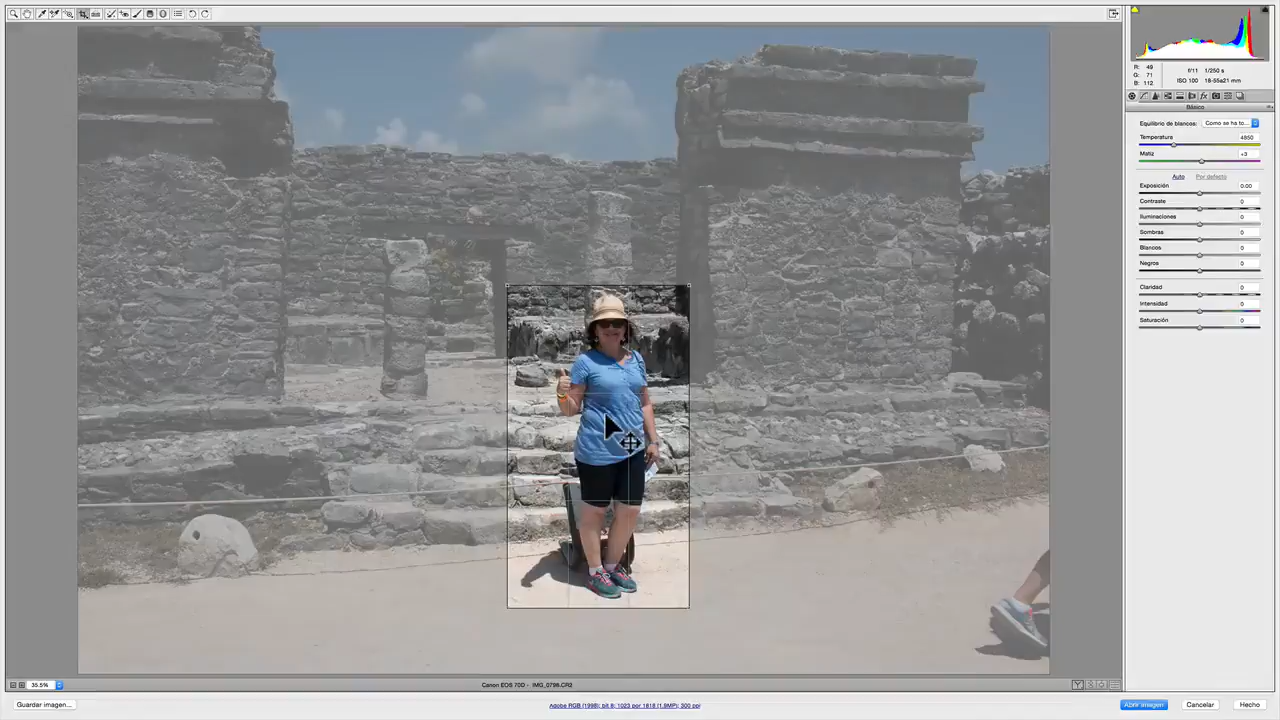 R: 49
G: 71
B: 112
f/11 1/250 s
ISO 100 18-55a21 mm
Básico
Equilibrio de blancos: Como se ha to...
Temperatura 4850
Matiz +3
Auto Por defecto
Exposición 0.00
Contraste 0
Iluminaciones 0
Sombras 0
Blancos 0
Negros 0
Claridad 0
Intensidad 0
Saturación 0
35.5% Canon EOS 70D - IMG_0798.CR2
Guardar imagen... Adobe RGB (1998); bit 8; 1023 por 1818 (1.9MP); 300 ppi Abrir imagen Cancelar Hecho